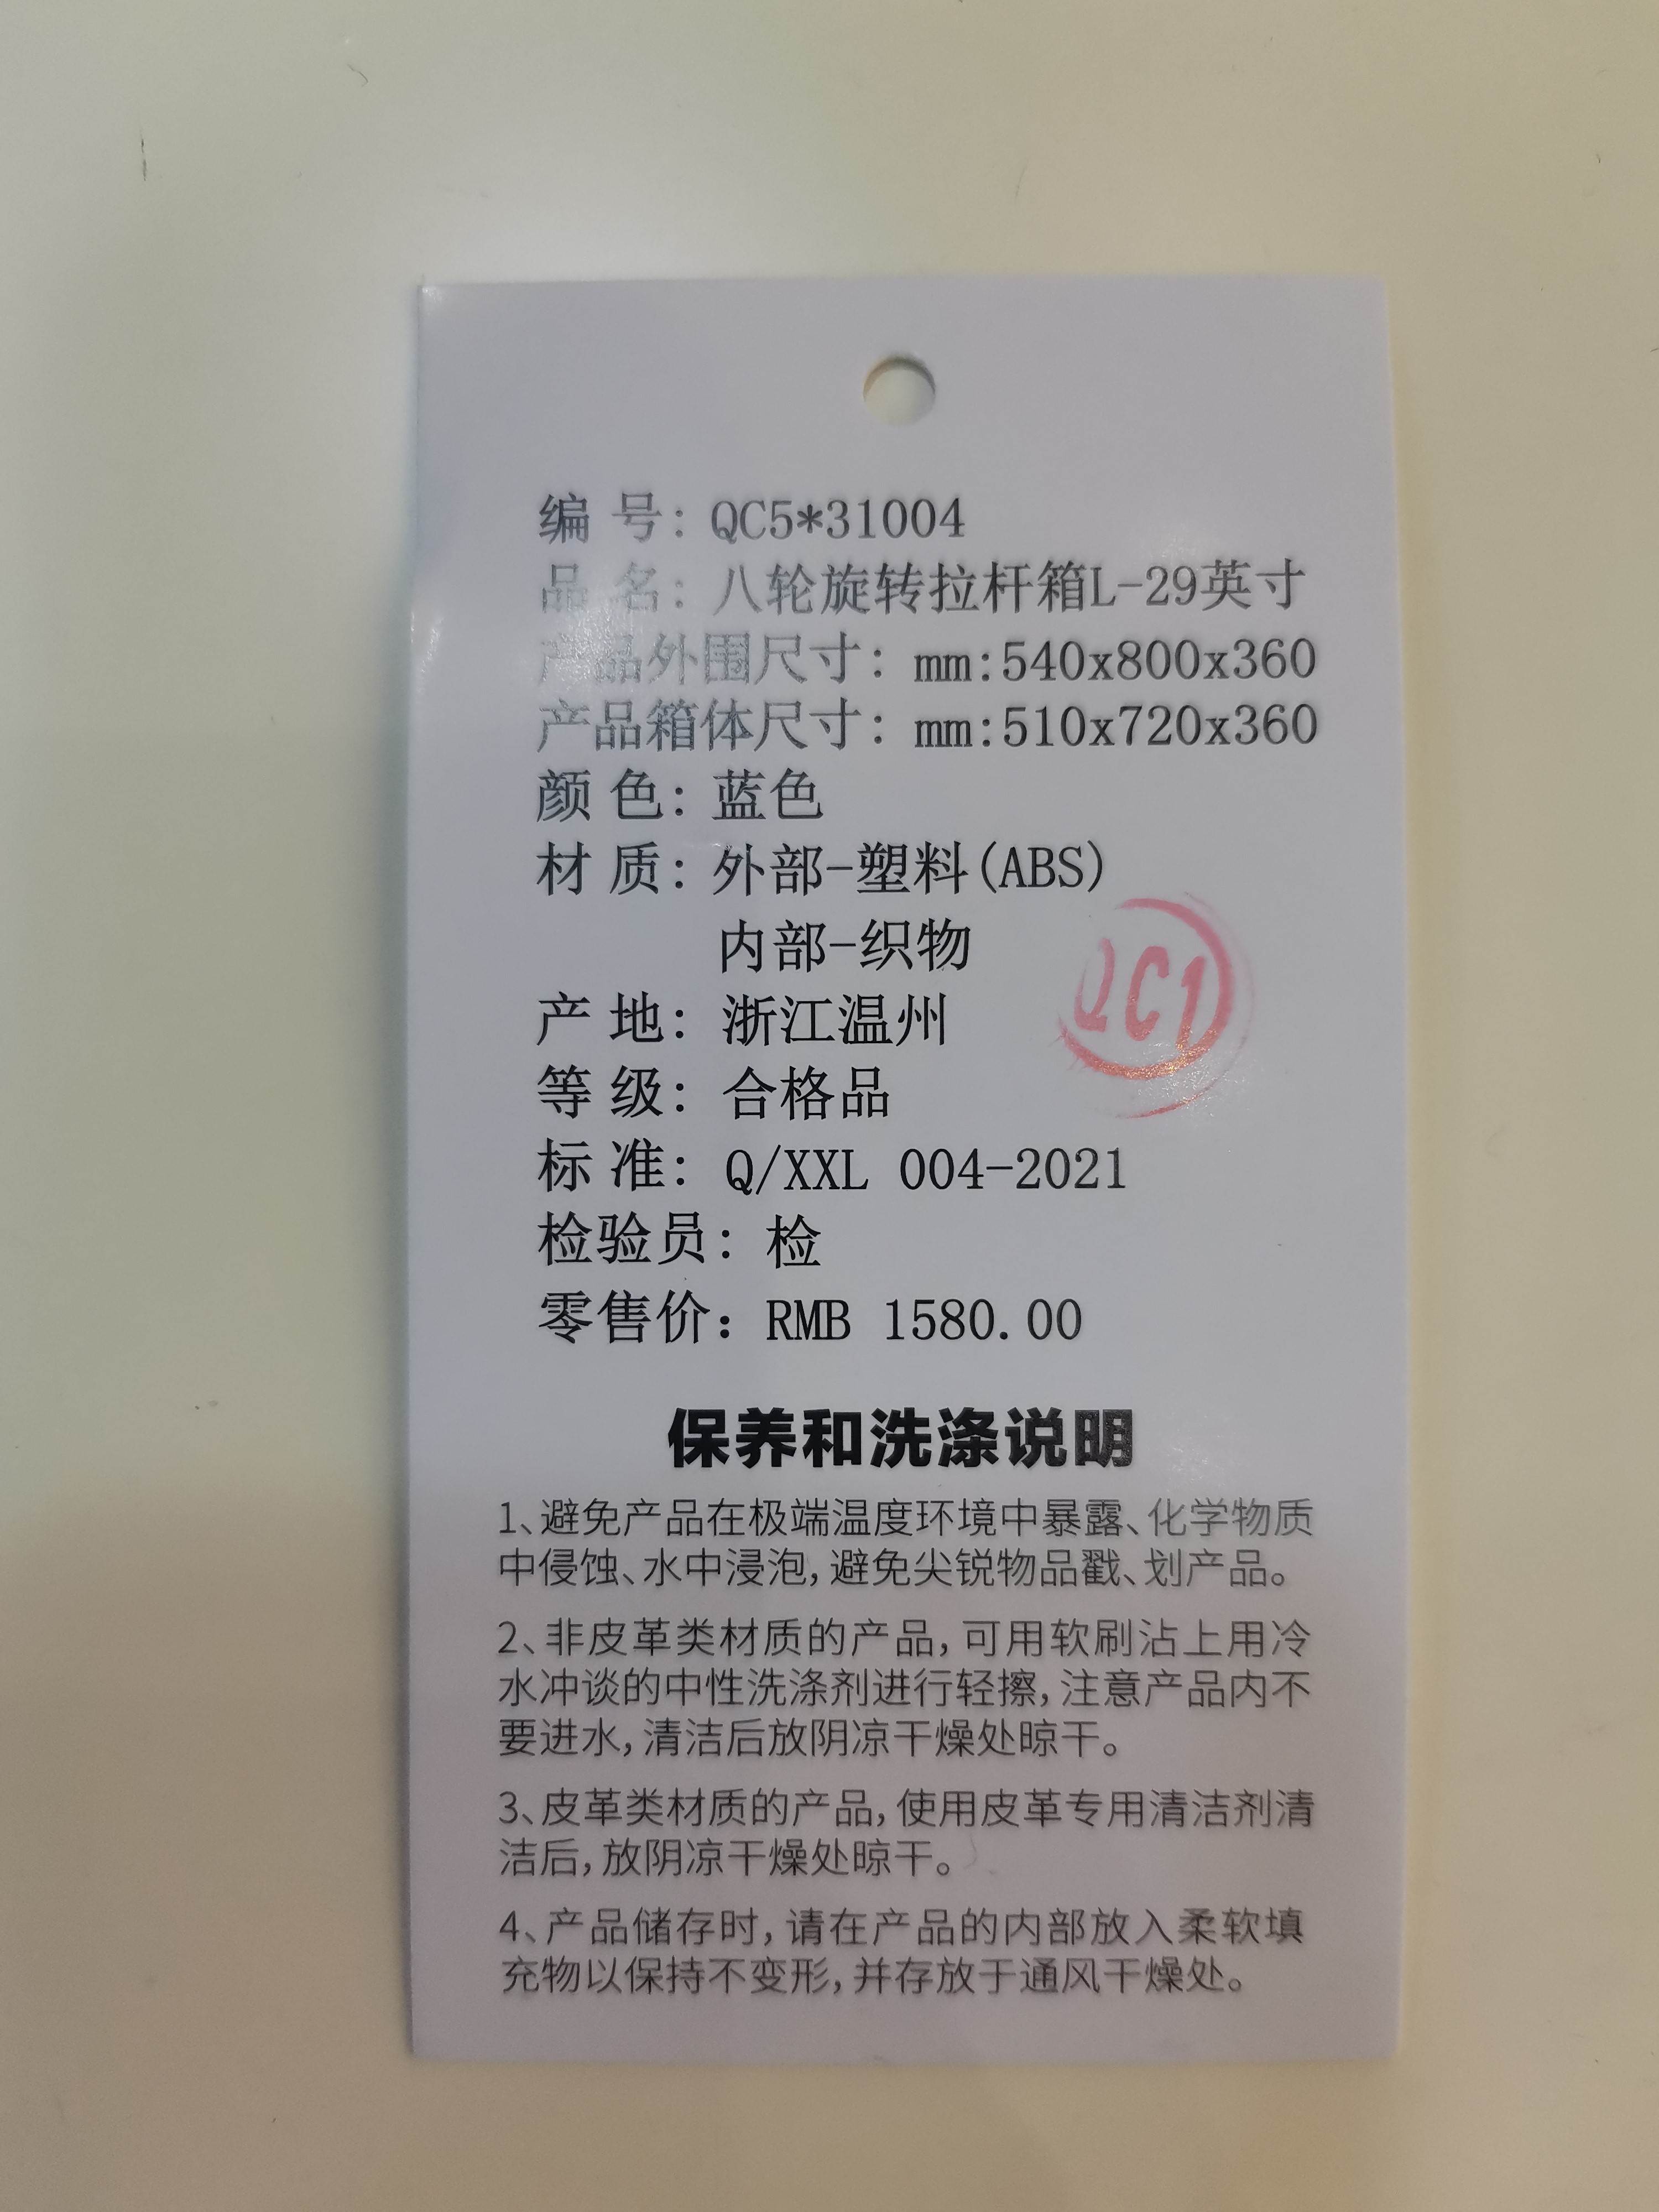 编 号：QC5*31004
品 名：八轮旋转拉杆箱L-29英寸
产品外围尺寸：mm:540x800x360
产品箱体尺寸：mm:510x720x360
颜 色：蓝色
材 质：外部-塑料(ABS)
内部-织物
QC1
产 地：浙江温州
等 级：合格品
标 准：Q/XXL 004-2021
检验员：检
零售价：RMB 1580.00
保养和洗涤说明
1、避免产品在极端温度环境中暴露、化学物质
中侵蚀、水中浸泡，避免尖锐物品戳、划产品。
2、非皮革类材质的产品，可用软刷沾上用冷
水冲谈的中性洗涤剂进行轻擦，注意产品内不
要进水，清洁后放阴凉干燥处晾干。
3、皮革类材质的产品，使用皮革专用清洁剂清
洁后，放阴凉干燥处晾干。
4、产品储存时，请在产品的内部放入柔软填
充物以保持不变形，并存放于通风干燥处。